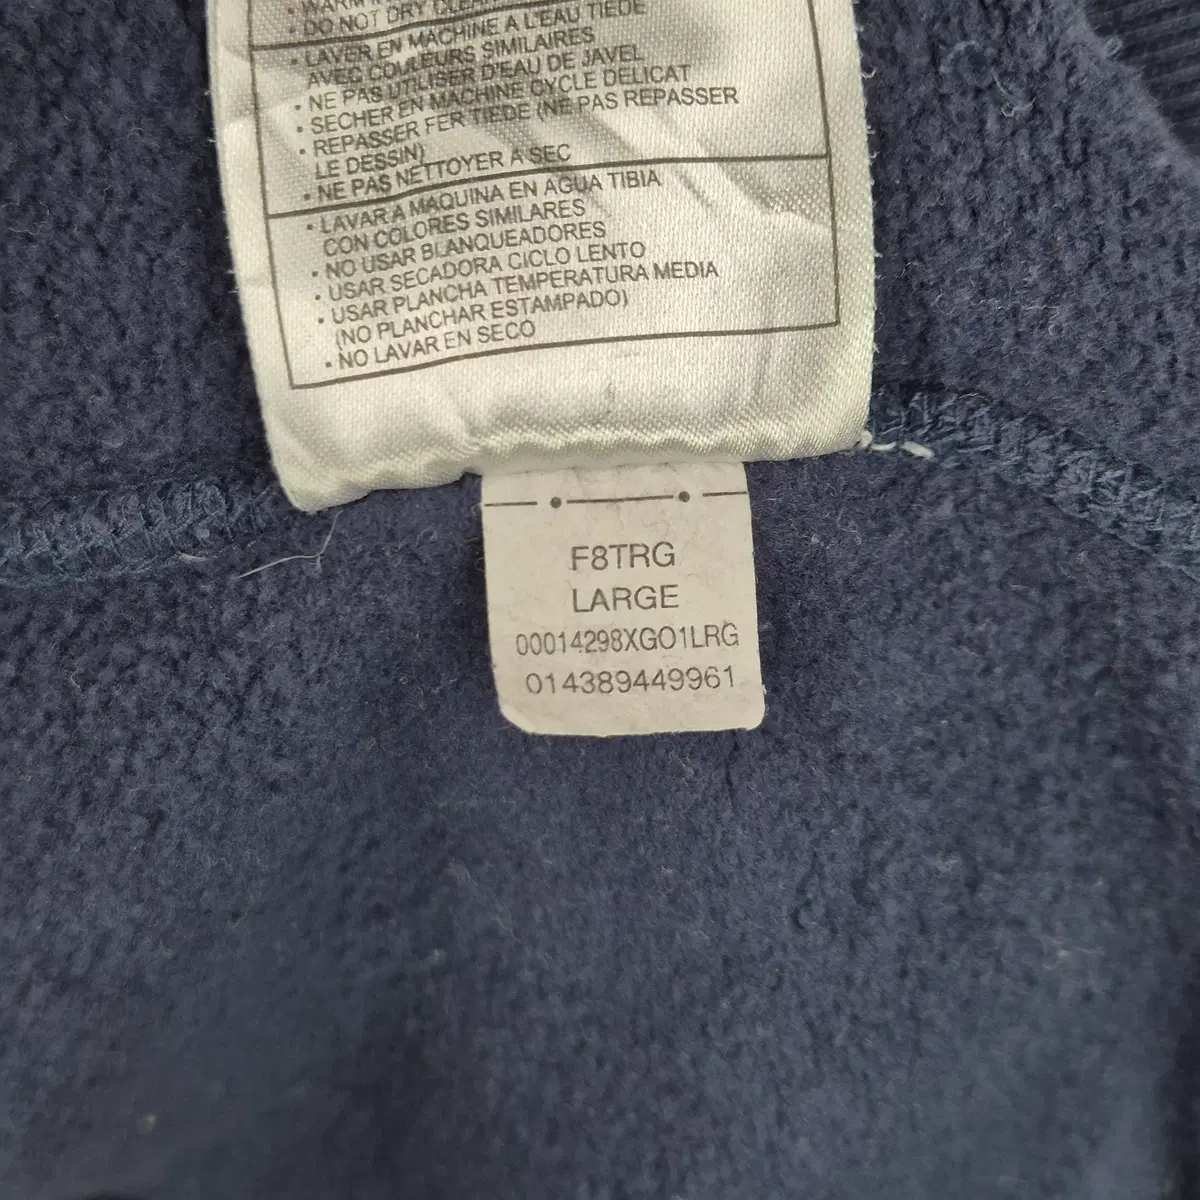 • WARM
• DO NOT DRY CLEAN
• LAVER EN MACHINE A L'EAU TIEDE
AVEC COULEURS SIMILAIRES
• NE PAS UTILISER D'EAU DE JAVEL
• SECHER EN MACHINE CYCLE DELICAT
• REPASSER FER TIEDE (NE PAS REPASSER
LE DESSIN)
• NE PAS NETTOYER A SEC
• LAVAR A MAQUINA EN AGUA TIBIA
CON COLORES SIMILARES
• NO USAR BLANQUEADORES
• USAR SECADORA CICLO LENTO
• USAR PLANCHA TEMPERATURA MEDIA
(NO PLANCHAR ESTAMPADO)
• NO LAVAR EN SECO
F8TRG
LARGE
00014298XGO1LRG
014389449961